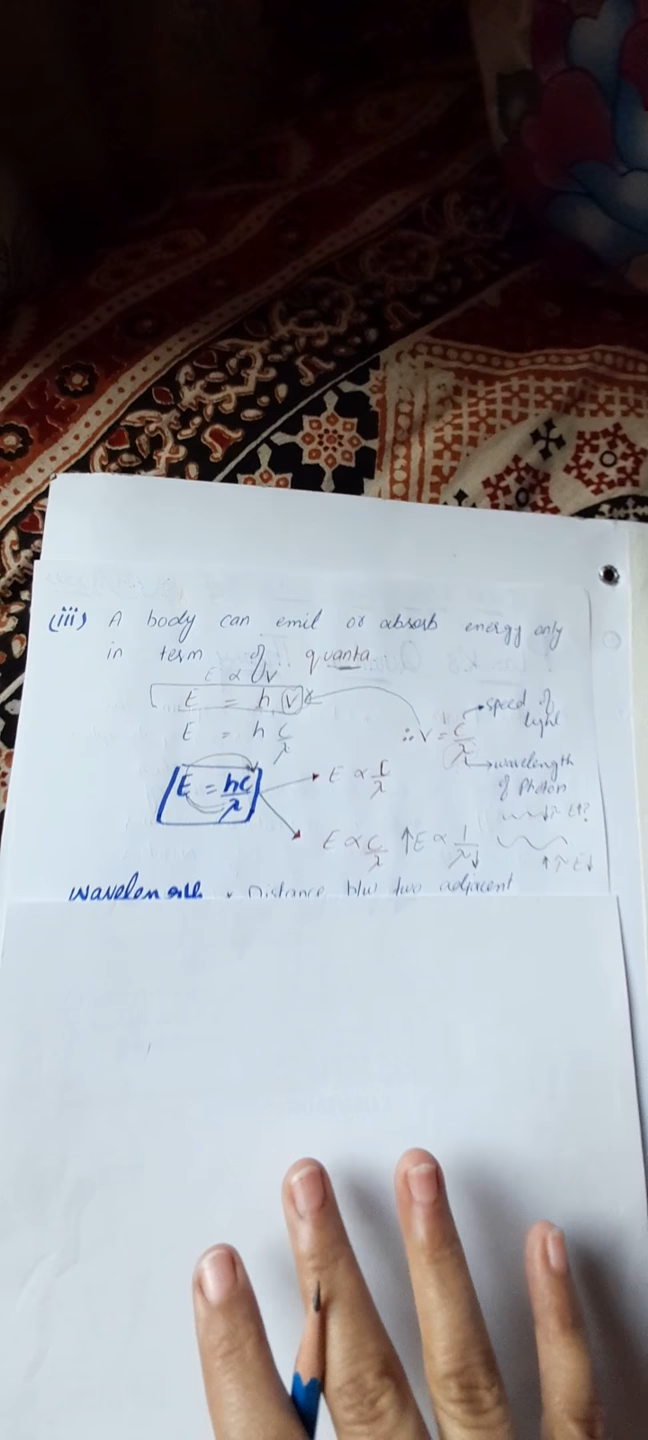 (iii) A body can emit or absorb energy only
in term of quanta.
E ∝ v
E = h v
E = h c/λ
∴ v = c/λ
speed of light
wavelength of Photon
E = hc/λ
E ∝ 1/λ
E ∝ c/λ ↑E ∝ 1/λ↓
↑λ E↓
Distance b/w two adjacent